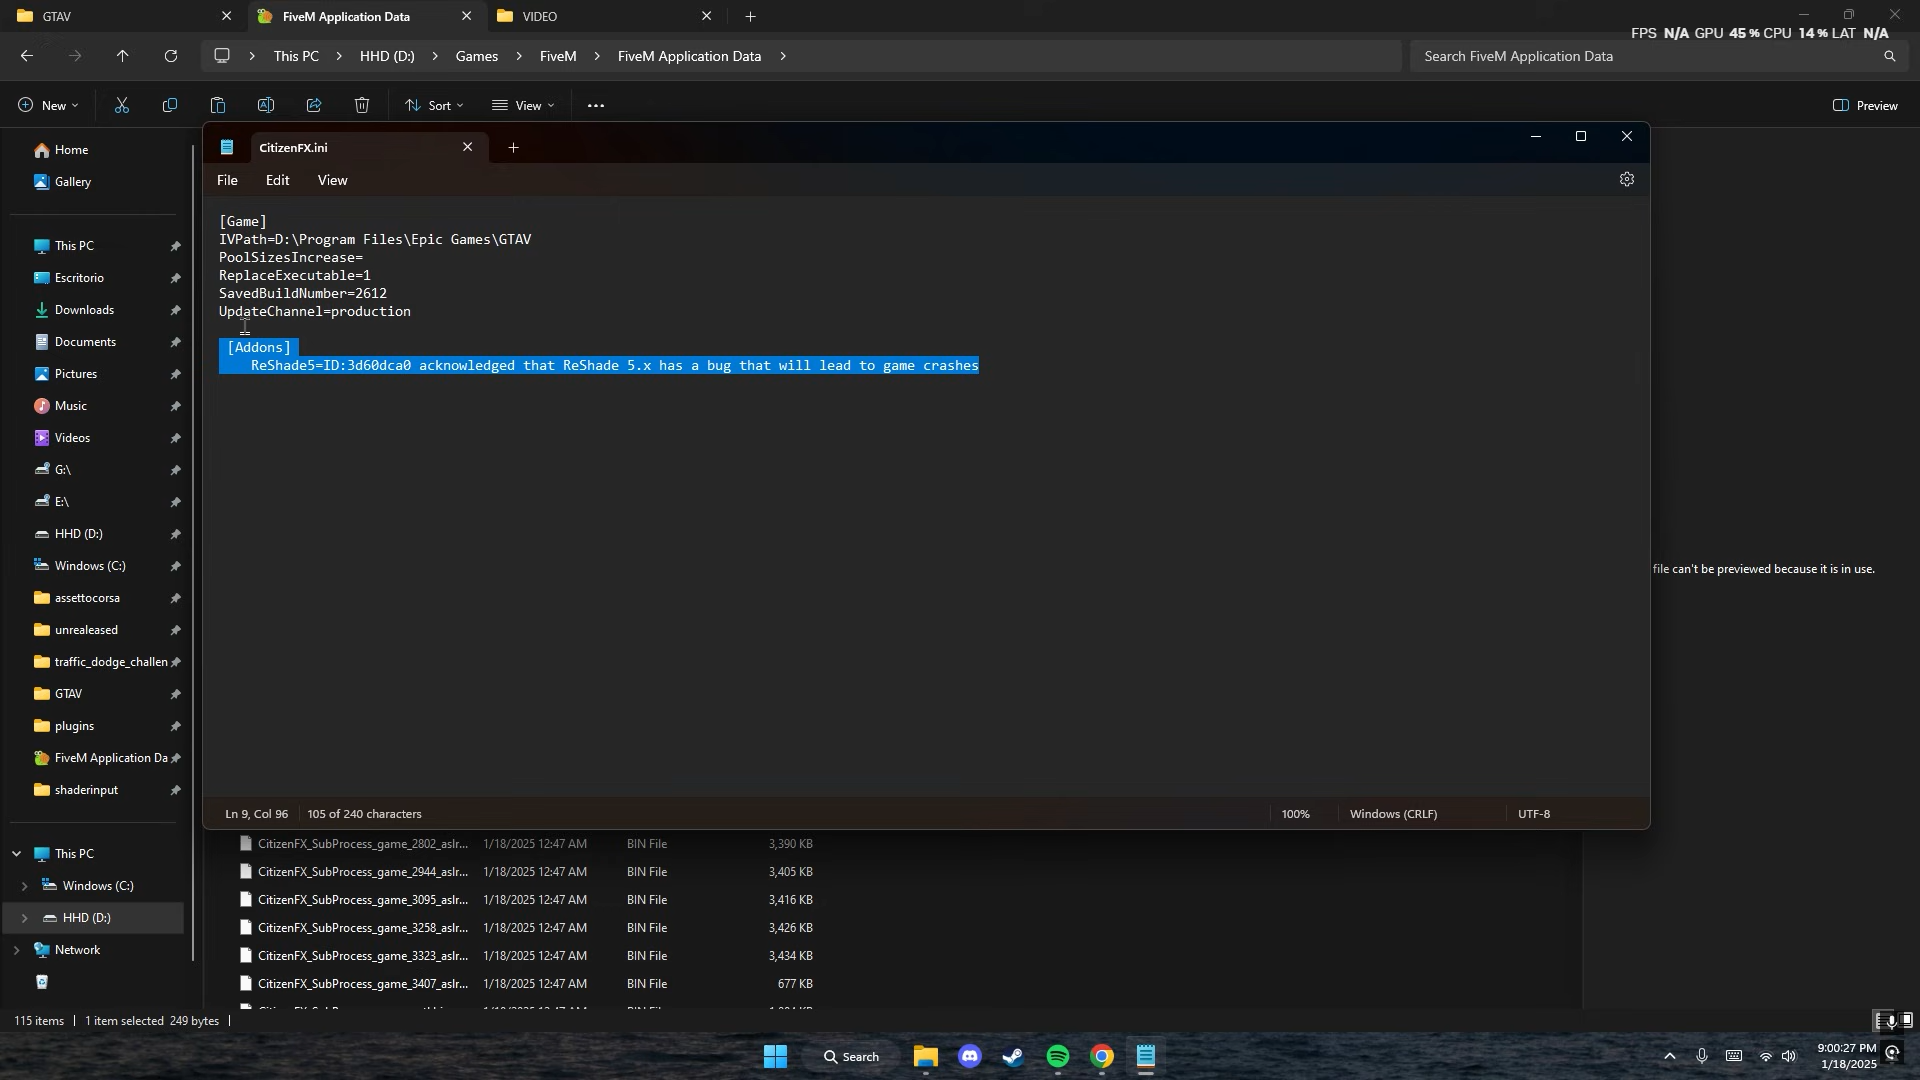 GTAV
FiveM Application Data
VIDEO
FPS N/A GPU 45 % CPU 14 % LAT N/A
This PC
HHD (D:)
Games
FiveM
FiveM Application Data
Search FiveM Application Data
New
Sort
View
Preview
Home
Gallery
This PC
Escritorio
Downloads
Documents
Pictures
Music
Videos
G:\
E:\
HHD (D:)
Windows (C:)
assettocorsa
unrealeased
traffic_dodge_challen
GTAV
plugins
FiveM Application Da
shaderinput
This PC
Windows (C:)
HHD (D:)
Network
CitizenFX.ini
File
Edit
View
[Game]
IVPath=D:\Program Files\Epic Games\GTAV
PoolSizesIncrease=
ReplaceExecutable=1
SavedBuildNumber=2612
UpdateChannel=production
[Addons]
ReShade5=ID:3d60dca0 acknowledged that ReShade 5.x has a bug that will lead to game crashes
Ln 9, Col 96
105 of 240 characters
100%
Windows (CRLF)
UTF-8
file can't be previewed because it is in use.
CitizenFX_SubProcess_game_2802_aslr... 1/18/2025 12:47 AM BIN File 3,390 KB
CitizenFX_SubProcess_game_2944_aslr... 1/18/2025 12:47 AM BIN File 3,405 KB
CitizenFX_SubProcess_game_3095_aslr... 1/18/2025 12:47 AM BIN File 3,416 KB
CitizenFX_SubProcess_game_3258_aslr... 1/18/2025 12:47 AM BIN File 3,426 KB
CitizenFX_SubProcess_game_3323_aslr... 1/18/2025 12:47 AM BIN File 3,434 KB
CitizenFX_SubProcess_game_3407_aslr... 1/18/2025 12:47 AM BIN File 677 KB
115 items
1 item selected 249 bytes
Search
9:00:27 PM
1/18/2025